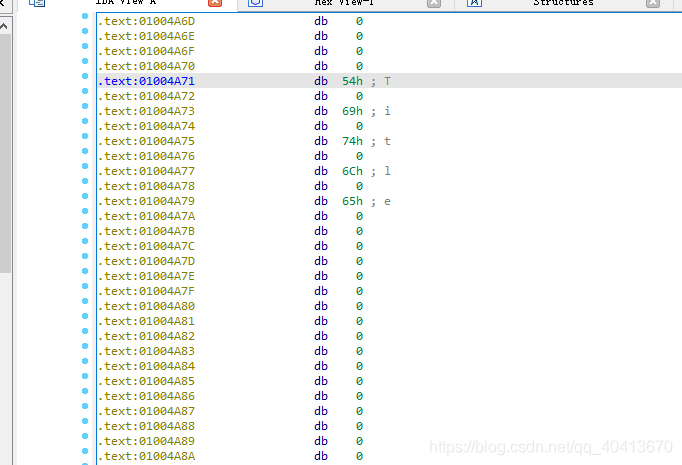 IDA View-A Hex View-1 Structures
.text:01004A6D db 0
.text:01004A6E db 0
.text:01004A6F db 0
.text:01004A70 db 0
.text:01004A71 db 54h ; T
.text:01004A72 db 0
.text:01004A73 db 69h ; i
.text:01004A74 db 0
.text:01004A75 db 74h ; t
.text:01004A76 db 0
.text:01004A77 db 6Ch ; l
.text:01004A78 db 0
.text:01004A79 db 65h ; e
.text:01004A7A db 0
.text:01004A7B db 0
.text:01004A7C db 0
.text:01004A7D db 0
.text:01004A7E db 0
.text:01004A7F db 0
.text:01004A80 db 0
.text:01004A81 db 0
.text:01004A82 db 0
.text:01004A83 db 0
.text:01004A84 db 0
.text:01004A85 db 0
.text:01004A86 db 0
.text:01004A87 db 0
.text:01004A88 db 0
.text:01004A89 db 0
.text:01004A8A db 0
https://blog.csdn.net/qq_40413670